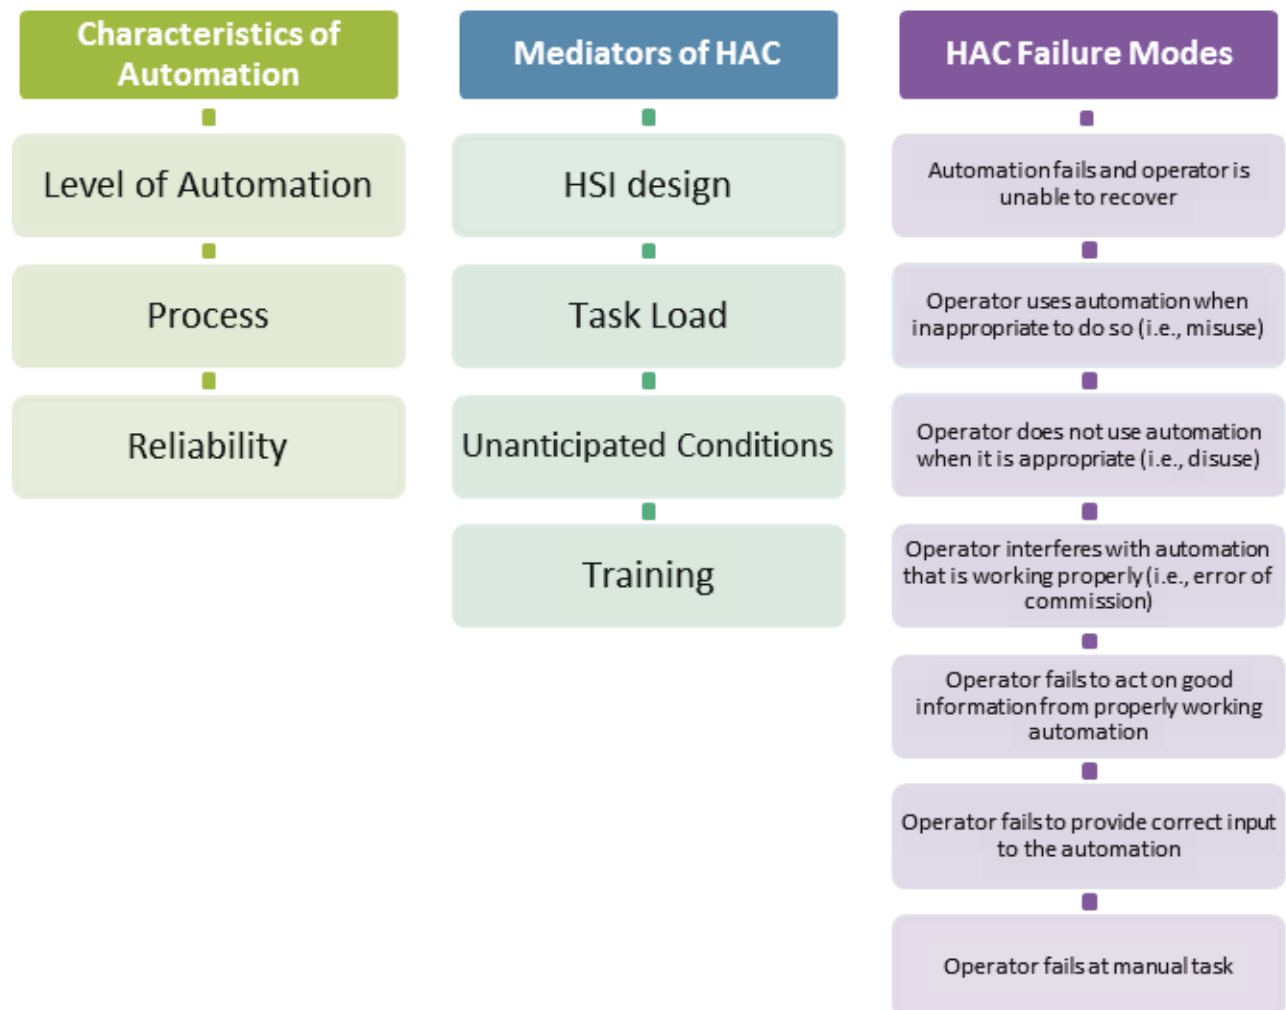 Characteristics of
Automation
Level of Automation
Process
Reliability
Mediators of HAC
HSI design
Task Load
Unanticipated Conditions
Training
HAC Failure Modes
Automation fails and operator is
unable to recover
Operator uses automation when
inappropriate to do so (i.e., misuse)
Operator does not use automation
when it is appropriate (i.e., disuse)
Operator interferes with automation
that is working properly (i.e., error of
commission)
Operator fails to act on good
information from properly working
automation
Operator fails to provide correct input
to the automation
Operator fails at manual task